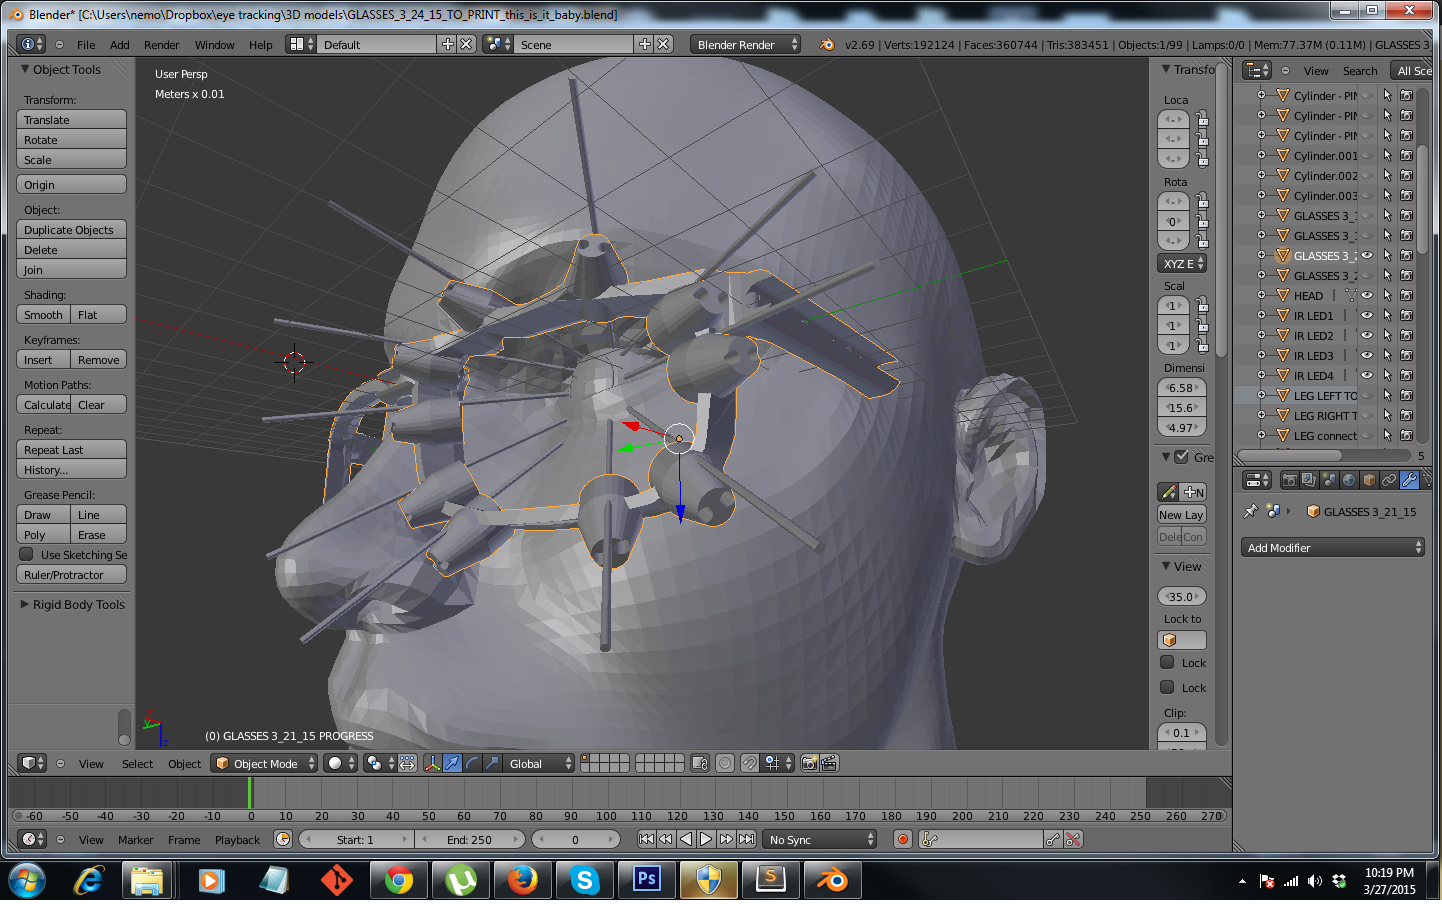 Blender* [C:\Users\nemo\Dropbox\eye tracking\3D models\GLASSES_3_24_15_TO_PRINT_this_is_it_baby.blend]
File Add Render Window Help Default Scene Blender Render v2.69 | Verts:192124 | Faces:360744 | Tris:383451 | Objects:1/99 | Lamps:0/0 | Mem:77.37M (0.11M) | GLASSES 3_
Object Tools
Transform:
Translate
Rotate
Scale
Origin
Object:
Duplicate Objects
Delete
Join
Shading:
Smooth Flat
Keyframes:
Insert Remove
Motion Paths:
Calculate Clear
Repeat:
Repeat Last
History...
Grease Pencil:
Draw Line
Poly Erase
Use Sketching Se
Ruler/Protractor
Rigid Body Tools
User Persp
Meters x 0.01
(0) GLASSES 3_21_15 PROGRESS
Transfo
Loca
Rota
0
XYZ E
Scal
1
1
1
Dimensi
6.58
15.6
4.97
Gre
N
New Lay
Dele Con
View
35.0
Lock to
Lock
Lock
Clip:
0.1
View Search All Sce
Cylinder - PIN
Cylinder - PIN
Cylinder - PIN
Cylinder.001
Cylinder.002
Cylinder.003
GLASSES 3_
GLASSES 3_
GLASSES 3_2
GLASSES 3_2
HEAD
IR LED1
IR LED2
IR LED3
IR LED4
LEG LEFT TO
LEG RIGHT T
LEG connect
5
GLASSES 3_21_15
Add Modifier
View Select Object Object Mode Global
-60 -50 -40 -30 -20 -10 0 10 20 30 40 50 60 70 80 90 100 110 120 130 140 150 160 170 180 190 200 210 220 230 240 250 260 270
View Marker Frame Playback Start: 1 End: 250 0 No Sync
Ps
S
10:19 PM
3/27/2015